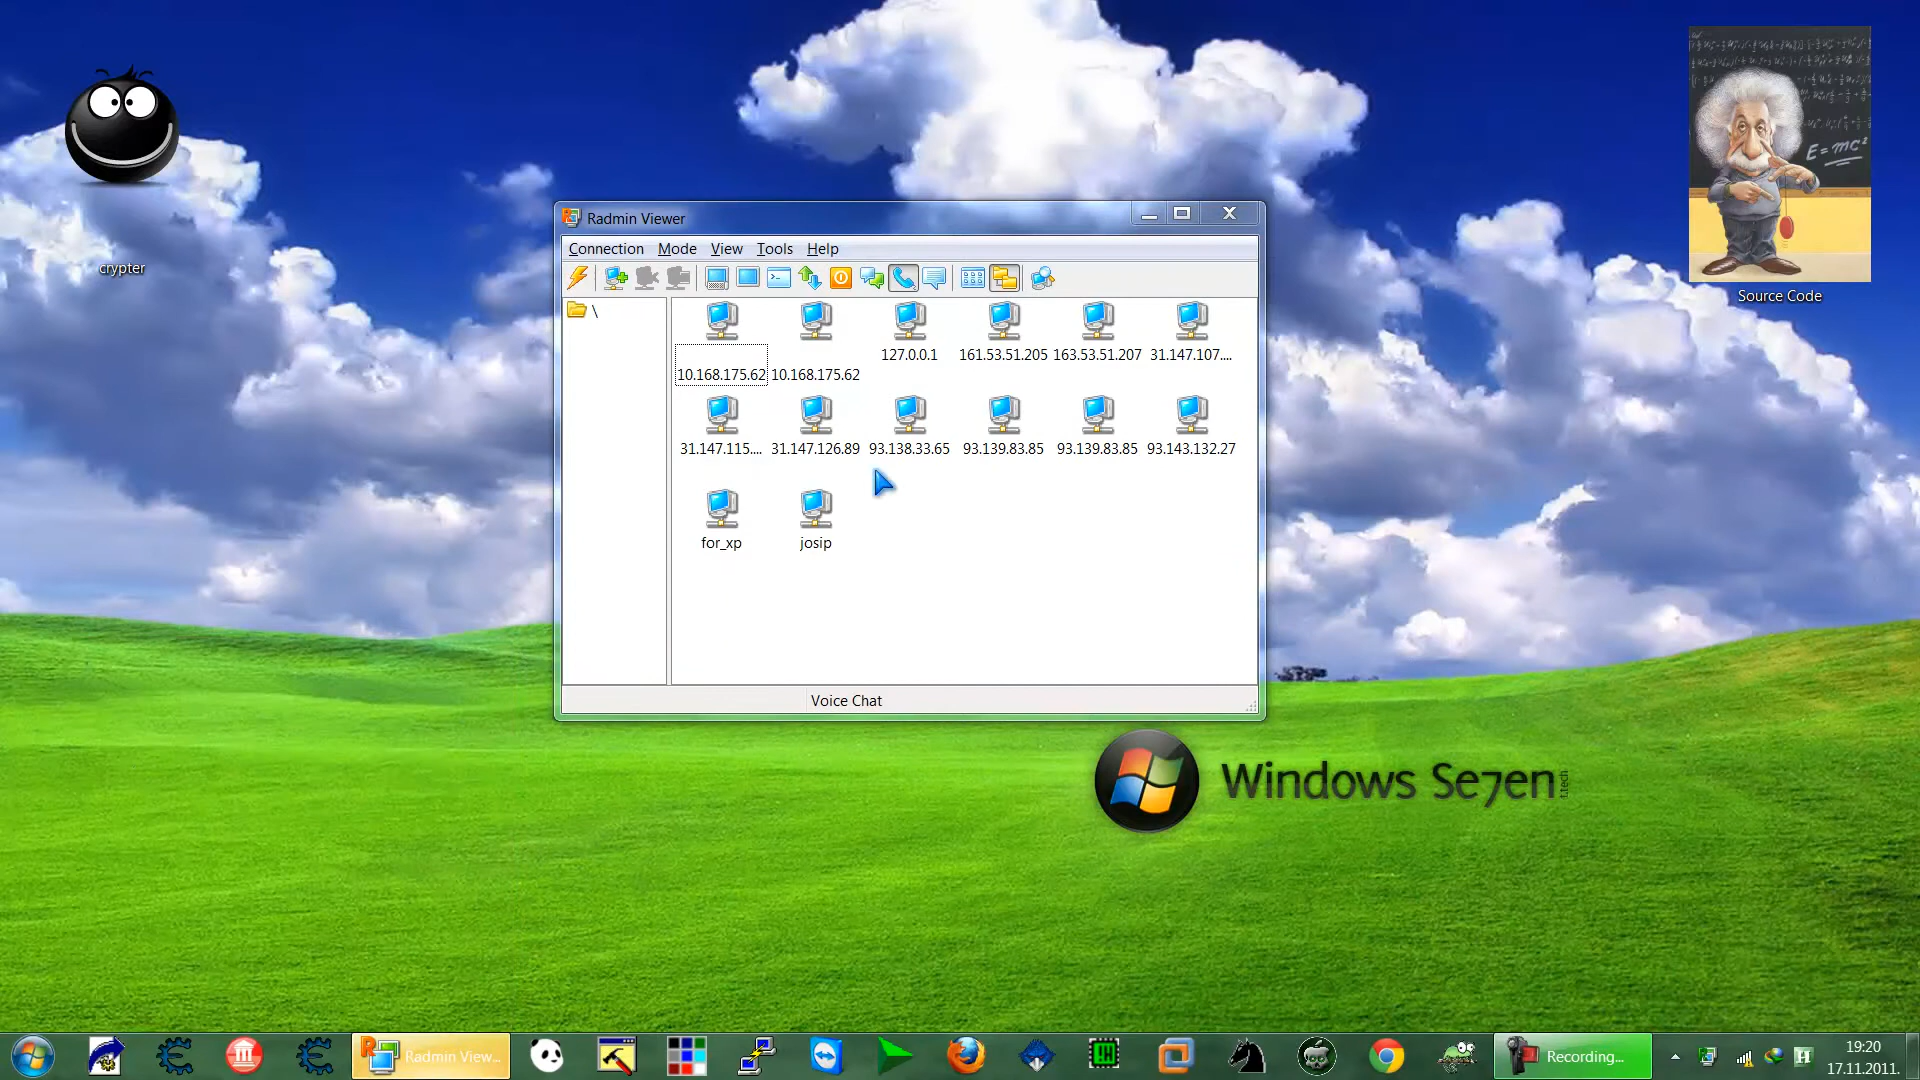 crypter
E=mc²
Source Code
Radmin Viewer
Connection Mode View Tools Help
\
10.168.175.62 10.168.175.62 127.0.0.1 161.53.51.205 163.53.51.207 31.147.107....
31.147.115.... 31.147.126.89 93.138.33.65 93.139.83.85 93.139.83.85 93.143.132.27
for_xp josip
Voice Chat
Windows Se7en
Radmin View... Recording... 19:20
17.11.2011.